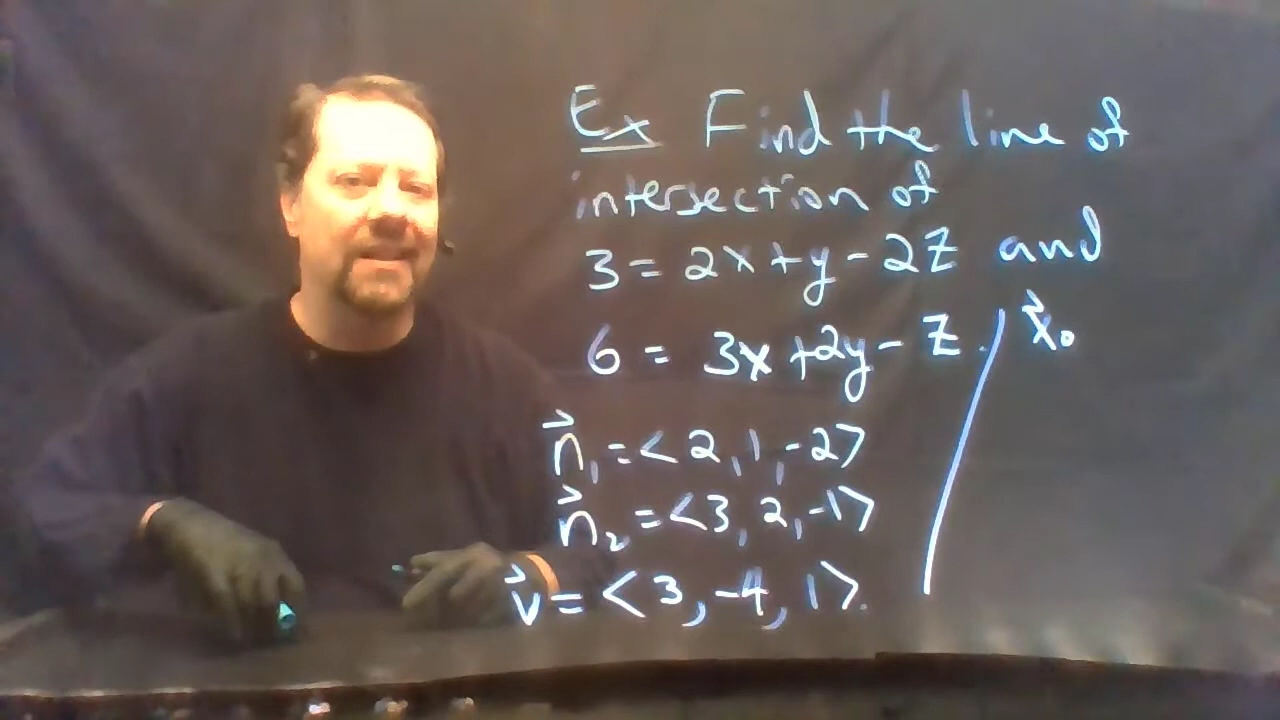 Ex Find the line of
intersection of
3 = 2x + y - 2z and
6 = 3x + 2y - z.
n⃗₁ = <2, 1, -2>
n⃗₂ = <3, 2, -1>
v⃗ = <3, -4, 1>.
x⃗₀